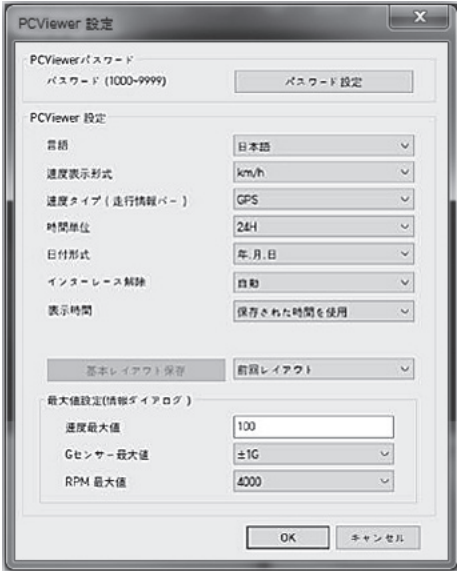 PCViewer 設定
X
PCViewerパスワード
パスワード (1000~9999)
パスワード設定
PCViewer 設定
言語
日本語
速度表示形式
km/h
速度タイプ ( 走行情報バー )
GPS
時間単位
24H
日付形式
年.月.日
インターレース解除
自動
表示時間
保存された時間を使用
基本レイアウト保存
前回レイアウト
最大値設定(情報ダイアログ )
速度最大値
100
Gセンサー最大値
±1G
RPM 最大値
4000
OK
キャンセル